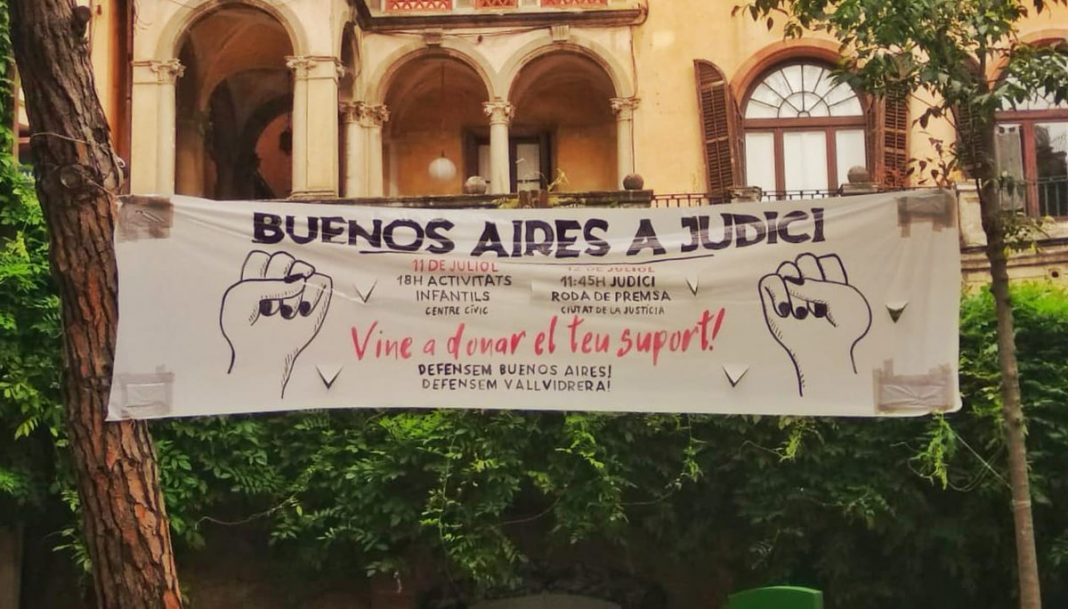 BUENOS AIRES A JUDICI
11 DE JULIOL
18H ACTIVITATS
INFANTILS
CENTRE CÍVIC
12 DE JULIOL
11:45H JUDICI
RODA DE PREMSA
CIUTAT DE LA JUSTÍCIA
Vine a donar el teu suport!
DEFENSEM BUENOS AIRES!
DEFENSEM VALLVIDRERA!